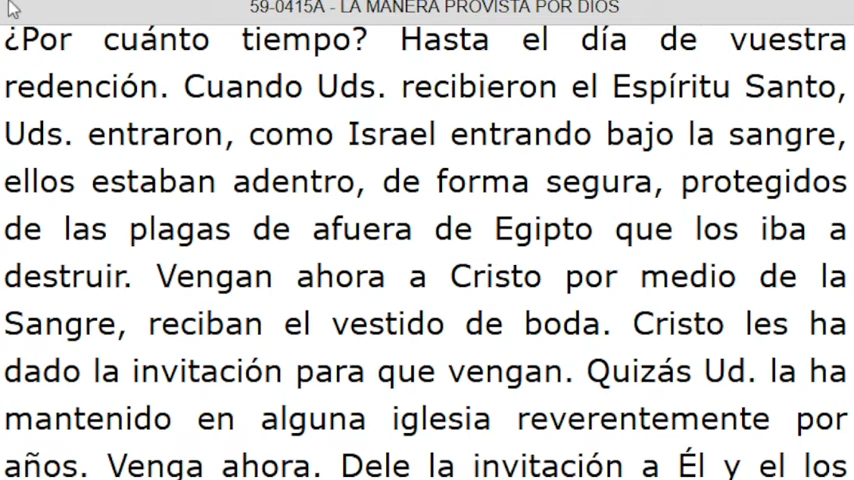 59-0415A - LA MANERA PROVISTA POR DIOS
¿Por cuánto tiempo? Hasta el día de vuestra
redención. Cuando Uds. recibieron el Espíritu Santo,
Uds. entraron, como Israel entrando bajo la sangre,
ellos estaban adentro, de forma segura, protegidos
de las plagas de afuera de Egipto que los iba a
destruir. Vengan ahora a Cristo por medio de la
Sangre, reciban el vestido de boda. Cristo les ha
dado la invitación para que vengan. Quizás Ud. la ha
mantenido en alguna iglesia reverentemente por
años. Venga ahora. Dele la invitación a Él y el los